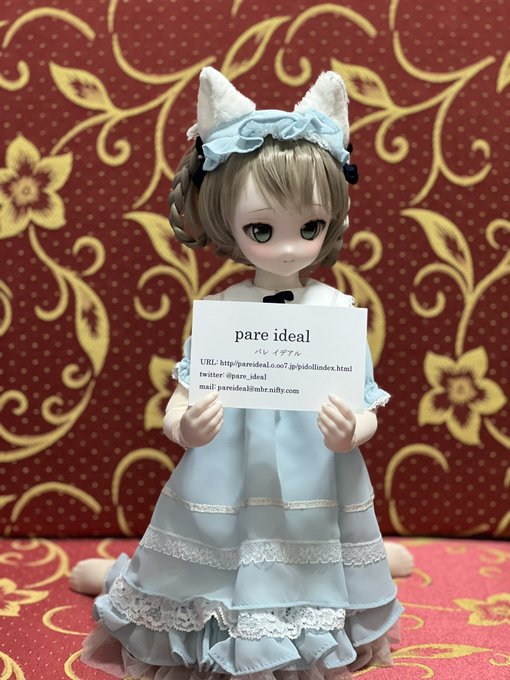 pare ideal
パレ イデアル
URL: http//pareideal.o.oo7.jp/pidollindex.html
twitter: @pare_ideal
mail: pareideal@mbr.nifty.com